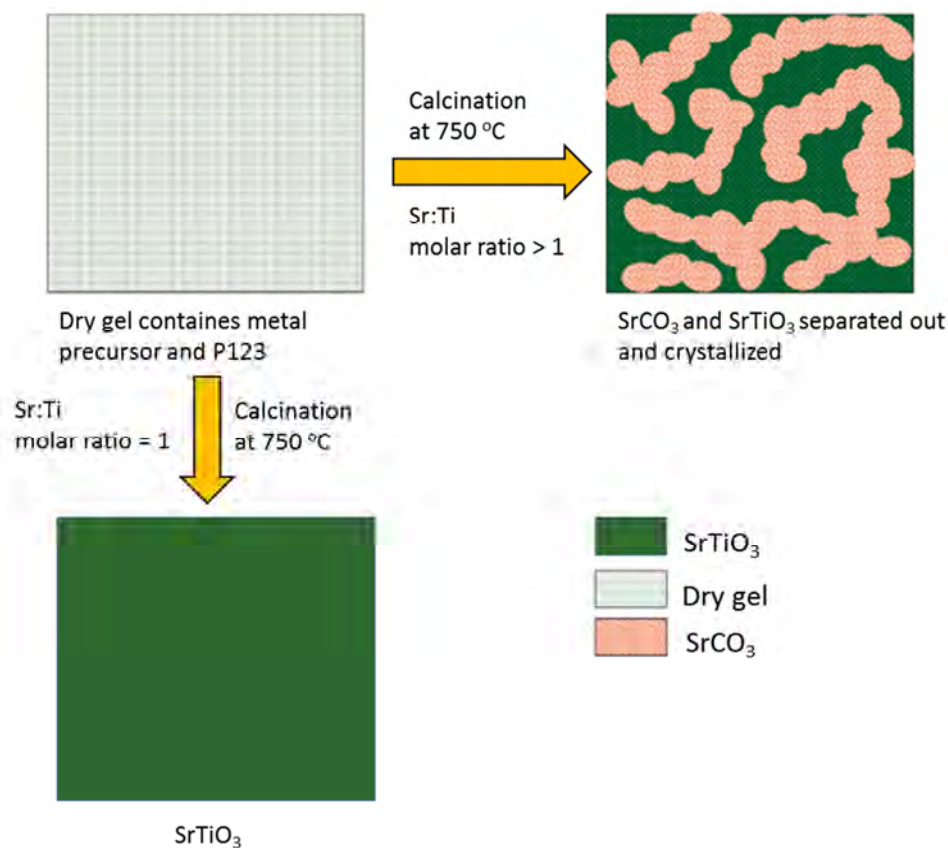 Calcination
at 750 °C
Sr:Ti
molar ratio > 1
Dry gel containes metal
precursor and P123
SrCO₃ and SrTiO₃ separated out
and crystallized
Sr:Ti
molar ratio = 1
Calcination
at 750 °C
SrTiO₃
Dry gel
SrCO₃
SrTiO₃